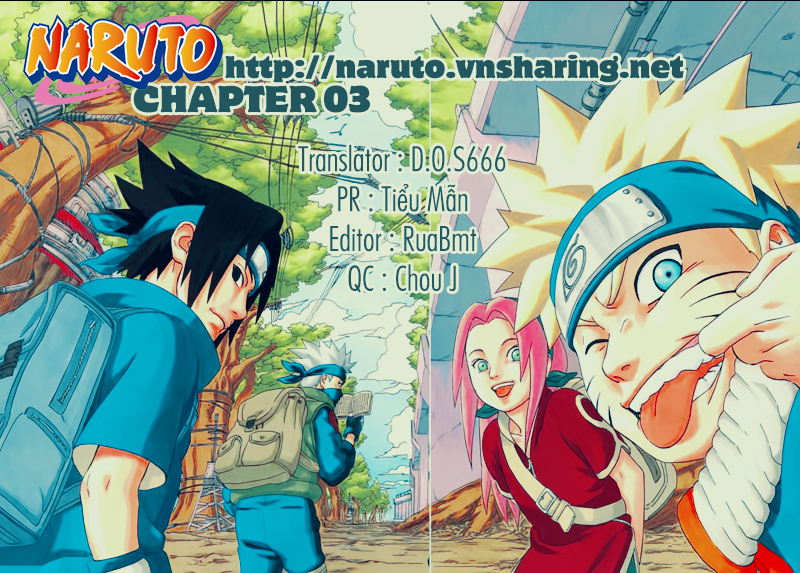 NARUTO
http://naruto.vnsharing.net
CHAPTER 03
Translator : D.O.S666
PR : Tiểu Mẫn
Editor : RuaBmt
QC : Chou J